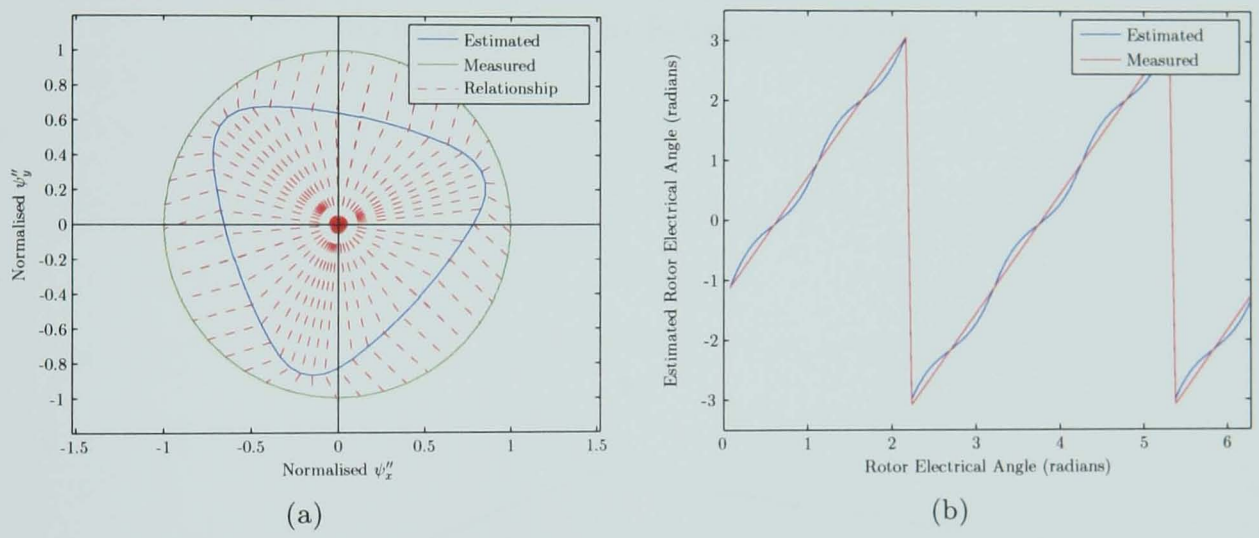 Estimated
Measured
Relationship
1
0.8
0.6
0.4
0.2
0
-0.2
-0.4
-0.6
-0.8
-1
-1.5 -1 -0.5 0 0.5 1 1.5
Normalised ψ″y
Normalised ψ″x
(a)
Estimated
Measured
3
2
1
0
-1
-2
-3
0 1 2 3 4 5 6
Estimated Rotor Electrical Angle (radians)
Rotor Electrical Angle (radians)
(b)